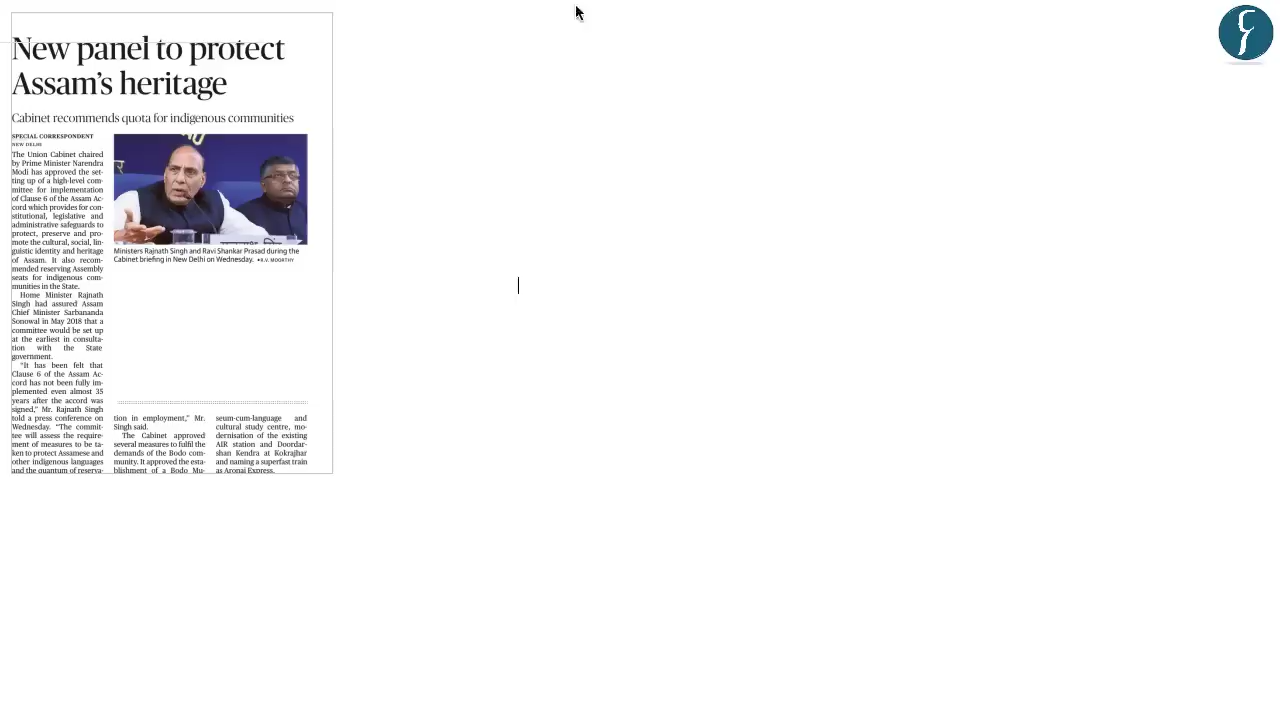 New panel to protect
Assam's heritage
Cabinet recommends quota for indigenous communities
SPECIAL CORRESPONDENT
NEW DELHI
The Union Cabinet chaired
by Prime Minister Narendra
Modi has approved the set-
ting up of a high-level com-
mittee for implementation
of Clause 6 of the Assam Ac-
cord which provides for con-
stitutional, legislative and
administrative safeguards to
protect, preserve and pro-
mote the cultural, social, lin-
guistic identity and heritage
of Assam. It also recom-
mended reserving Assembly
seats for indigenous com-
munities in the State.
Home Minister Rajnath
Singh had assured Assam
Chief Minister Sarbananda
Sonowal in May 2018 that a
committee would be set up
at the earliest in consulta-
tion with the State
government.
"It has been felt that
Clause 6 of the Assam Ac-
cord has not been fully im-
plemented even almost 35
years after the accord was
signed," Mr. Rajnath Singh
told a press conference on
Wednesday. "The commit-
tee will assess the require-
ment of measures to be ta-
ken to protect Assamese and
other indigenous languages
and the quantum of reserva-
Ministers Rajnath Singh and Ravi Shankar Prasad during the
Cabinet briefing in New Delhi on Wednesday. •R.V. MOORTHY
tion in employment," Mr.
Singh said.
The Cabinet approved
several measures to fulfil the
demands of the Bodo com-
munity. It approved the esta-
blishment of a Bodo Mu-
seum-cum-language and
cultural study centre, mo-
dernisation of the existing
AIR station and Doordar-
shan Kendra at Kokrajhar
and naming a superfast train
as Aronai Express.